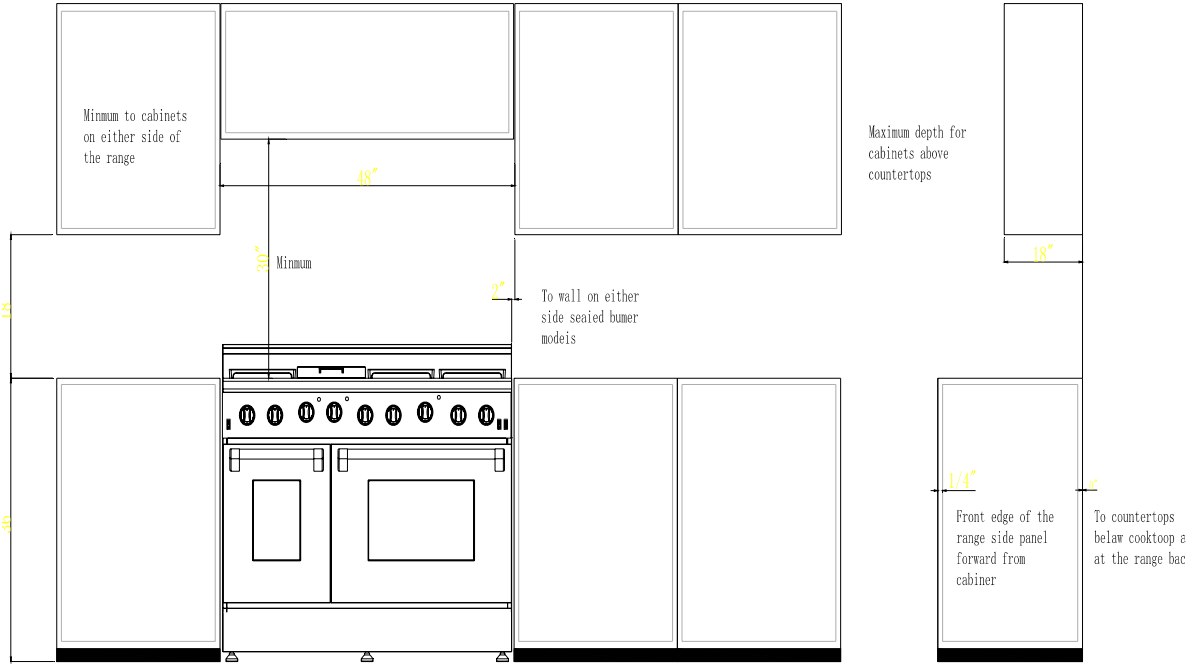 Minmum to cabinets
on either side of
the range
Maximum depth for
cabinets above
countertops
48"
30"
Minmum
18"
2"
To wall on either
side seaied bumer
modeis
18
36
1/4"
Front edge of the
range side panel
forward from
cabiner
To countertops
belaw cooktoop a
at the range bac